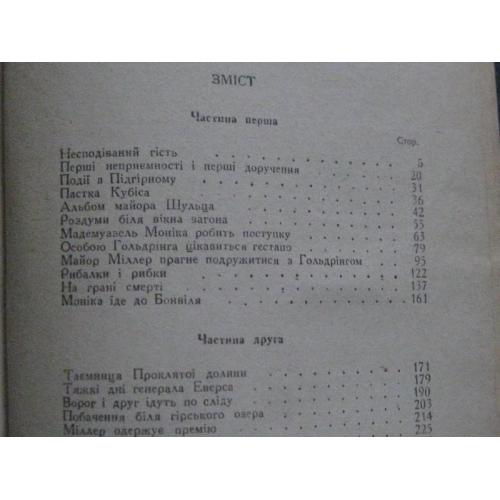 ЗМІСТ
Частина перша
Стор.
Несподіваний гість . . . . . . . . 5
Перші неприємності і перші доручення . . . . 20
Події в Підгірному . . . . . . . . 31
Пастка Кубіса . . . . . . . . 36
Альбом майора Шульца . . . . . . . 42
Роздуми біля вікна вагона . . . . . . 55
Мадемуазель Моніка робить поступку . . . . 63
Особою Гольдрінга цікавиться гестапо . . . . 79
Майор Міллер прагне подружитися з Гольдрінгом . . 95
Рибалки і рибки . . . . . . . . 122
На грані смерті . . . . . . . . 137
Моніка їде до Бонвіля . . . . . . . 161
Частина друга
Таємниця Проклятої долини . . . . . . 171
Тяжкі дні генерала Еверса . . . . . . 179
Ворог і друг ідуть по сліду . . . . . . 190
Побачення біля гірського озера . . . . . 203
Міллер одержує премію . . . . . . 214
225